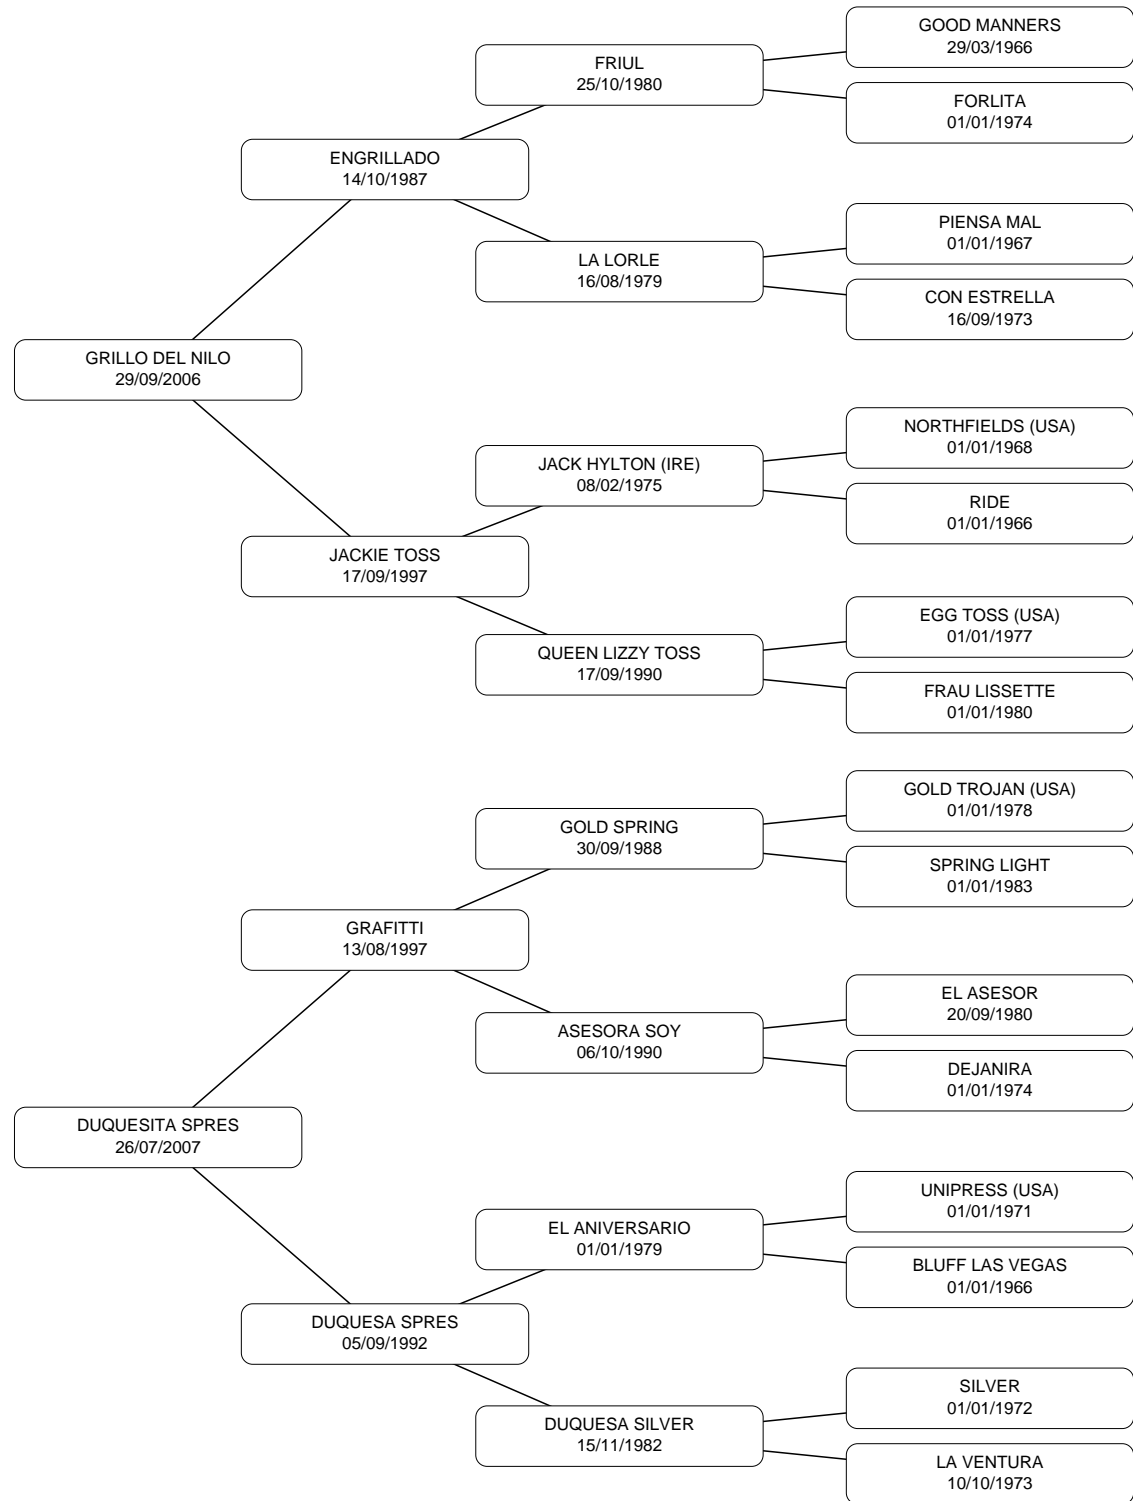 GOOD MANNERS
29/03/1966
FRIUL
25/10/1980
FORLITA
01/01/1974
ENGRILLADO
14/10/1987
PIENSA MAL
01/01/1967
LA LORLE
16/08/1979
CON ESTRELLA
16/09/1973
GRILLO DEL NILO
29/09/2006
NORTHFIELDS (USA)
01/01/1968
JACK HYLTON (IRE)
08/02/1975
RIDE
01/01/1966
JACKIE TOSS
17/09/1997
EGG TOSS (USA)
01/01/1977
QUEEN LIZZY TOSS
17/09/1990
FRAU LISSETTE
01/01/1980
GOLD TROJAN (USA)
01/01/1978
GOLD SPRING
30/09/1988
SPRING LIGHT
01/01/1983
GRAFITTI
13/08/1997
EL ASESOR
20/09/1980
ASESORA SOY
06/10/1990
DEJANIRA
01/01/1974
DUQUESITA SPRES
26/07/2007
UNIPRESS (USA)
01/01/1971
EL ANIVERSARIO
01/01/1979
BLUFF LAS VEGAS
01/01/1966
DUQUESA SPRES
05/09/1992
SILVER
01/01/1972
DUQUESA SILVER
15/11/1982
LA VENTURA
10/10/1973